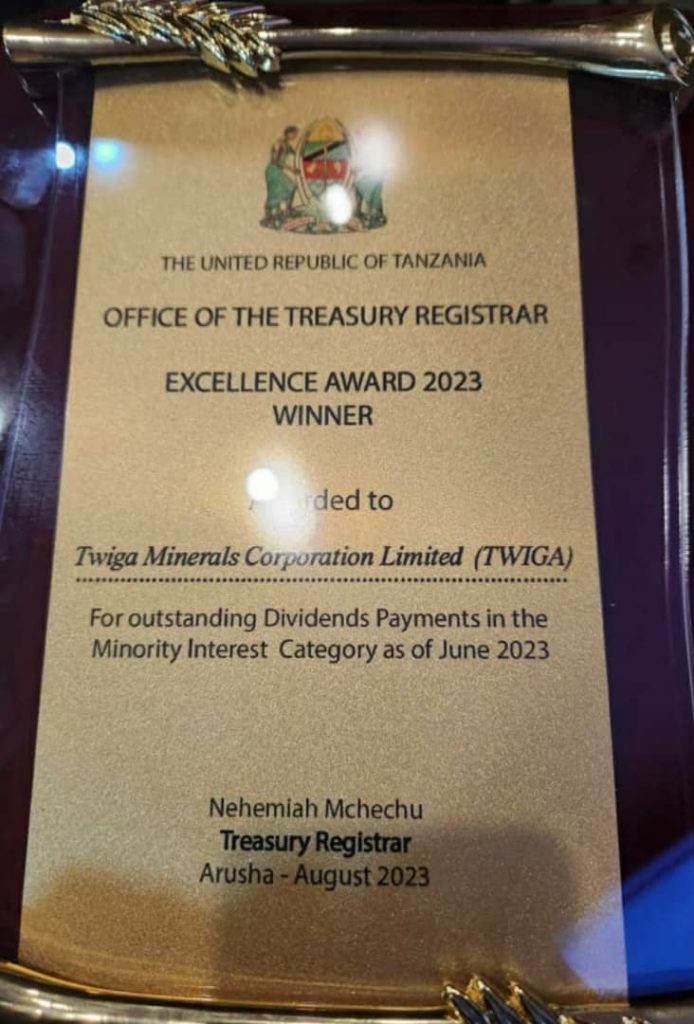 THE UNITED REPUBLIC OF TANZANIA
OFFICE OF THE TREASURY REGISTRAR
EXCELLENCE AWARD 2023
WINNER
to
Twiga Minerals Corporation Limited (TWIGA)
For outstanding Dividends Payments in the
Minority Interest Category as of June 2023
Nehemiah Mchechu
Treasury Registrar
Arusha - August 2023